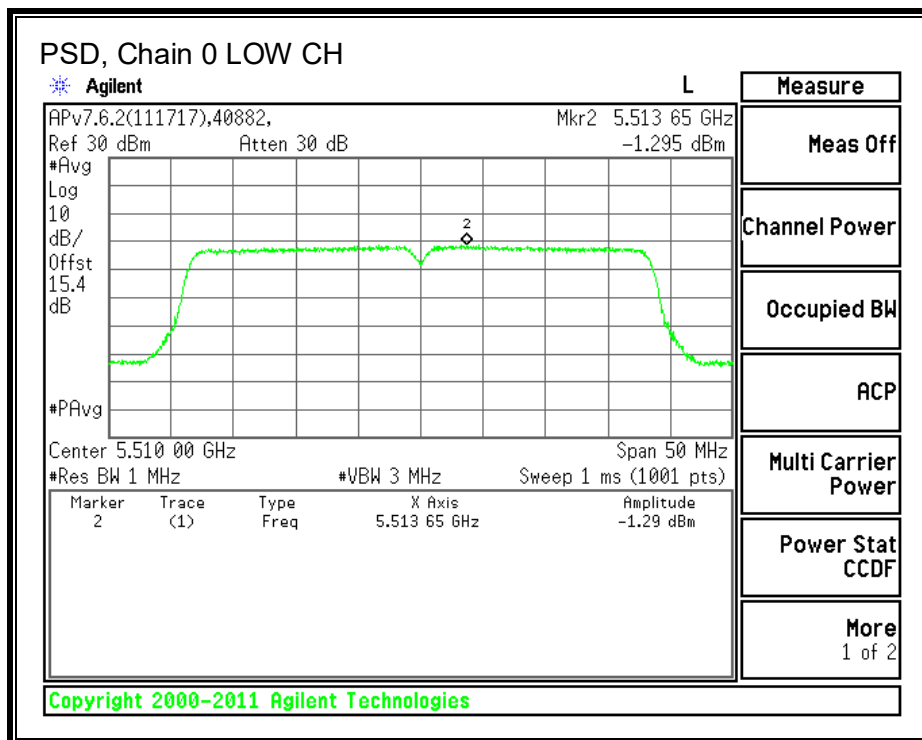 PSD, Chain 0 LOW CH
Agilent L Measure
APv7.6.2(111717),40882, Mkr2 5.513 65 GHz
Ref 30 dBm Atten 30 dB -1.295 dBm
#Avg
Log
10
dB/
Offst
15.4
dB
2
#PAvg
Center 5.510 00 GHz Span 50 MHz
#Res BW 1 MHz #VBW 3 MHz Sweep 1 ms (1001 pts)
Marker Trace Type X Axis Amplitude
2 (1) Freq 5.513 65 GHz -1.29 dBm
Meas Off
Channel Power
Occupied BW
ACP
Multi Carrier
Power
Power Stat
CCDF
More
1 of 2
Copyright 2000-2011 Agilent Technologies